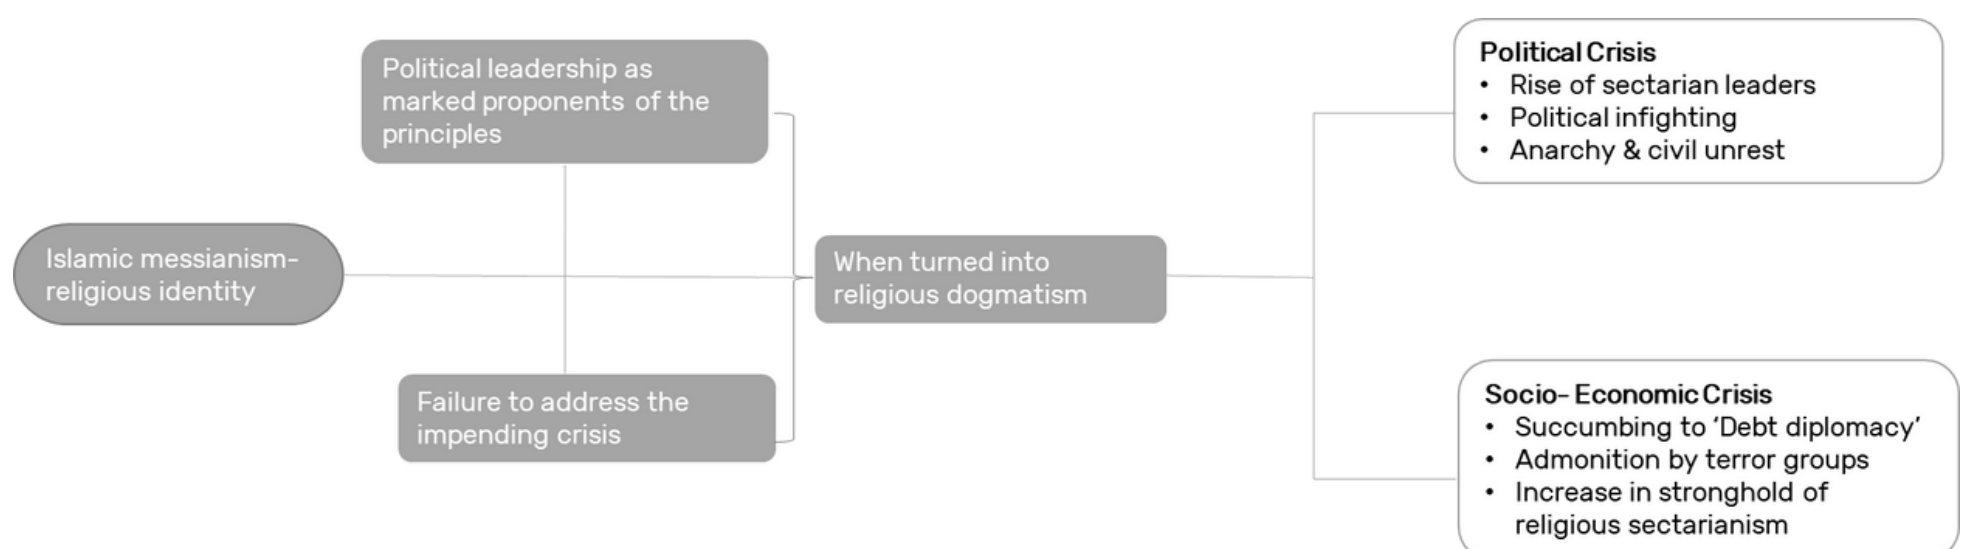 Islamic messianism-
religious identity
Political leadership as
marked proponents of the
principles
Failure to address the
impending crisis
When turned into
religious dogmatism
Political Crisis
• Rise of sectarian leaders
• Political infighting
• Anarchy & civil unrest
Socio- Economic Crisis
• Succumbing to ‘Debt diplomacy’
• Admonition by terror groups
• Increase in stronghold of
religious sectarianism